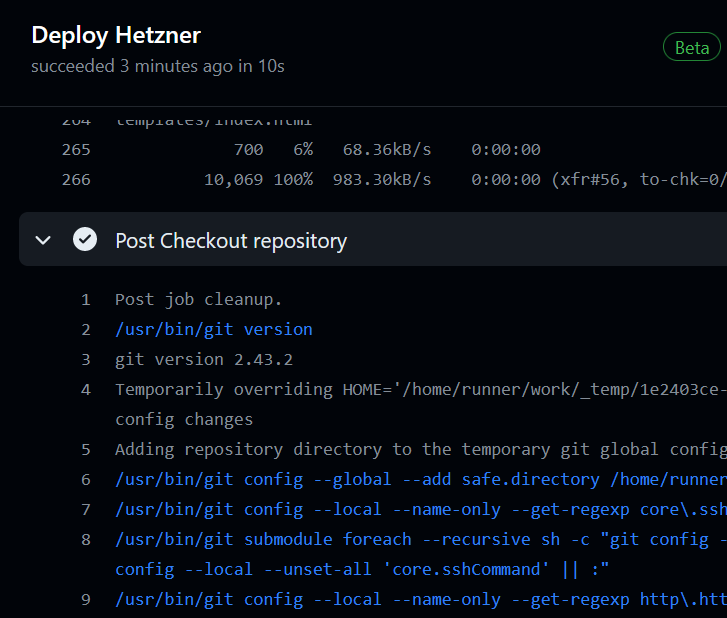 Deploy Hetzner
succeeded 3 minutes ago in 10s
Beta
264 templates/index.html
265 700 6% 68.36kB/s 0:00:00
266 10,069 100% 983.30kB/s 0:00:00 (xfr#56, to-chk=0/
Post Checkout repository
1 Post job cleanup.
2 /usr/bin/git version
3 git version 2.43.2
4 Temporarily overriding HOME='/home/runner/work/_temp/1e2403ce-
config changes
5 Adding repository directory to the temporary git global config
6 /usr/bin/git config --global --add safe.directory /home/runner
7 /usr/bin/git config --local --name-only --get-regexp core\.ssh
8 /usr/bin/git submodule foreach --recursive sh -c "git config -
config --local --unset-all 'core.sshCommand' || :"
9 /usr/bin/git config --local --name-only --get-regexp http\.htt